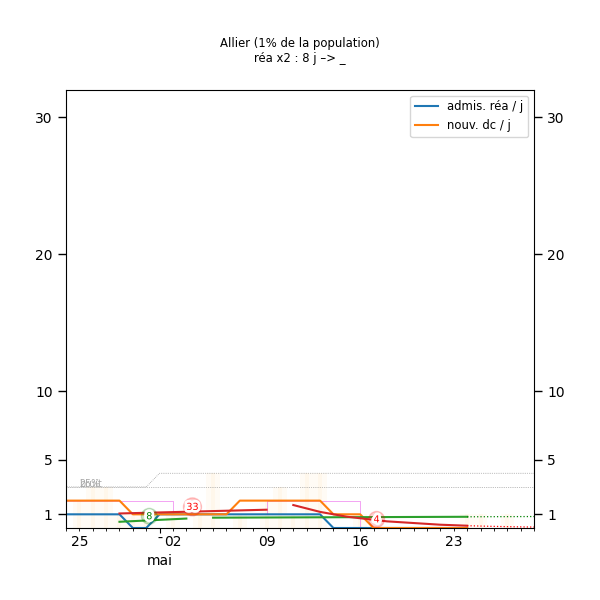 Allier (1% de la population)
réa x2 : 8 j –> _
admis. réa / j
nouv. dc / j
30 30
20 20
10 10
5 5
33
8
4
1 1
25 02 09 16 23
mai